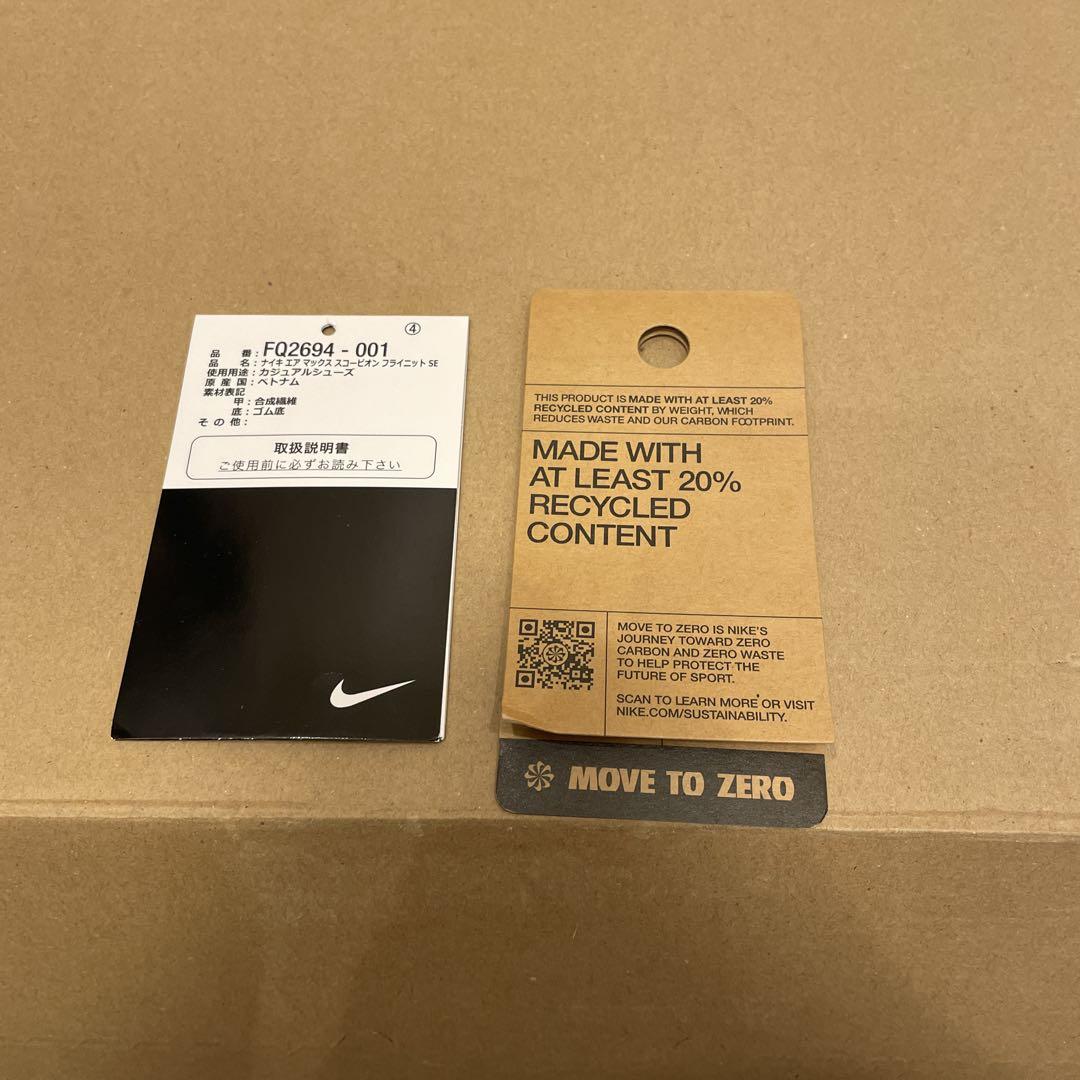 ④
品 番 : FQ2694 - 001
品 名 : ナイキ エア マックス スコーピオン フライニット SE
使用用途 : カジュアルシューズ
原 産 国 : ベトナム
素材表記
甲 : 合成繊維
底 : ゴム底
そ の 他 :
取扱説明書
ご使用前に必ずお読み下さい
THIS PRODUCT IS MADE WITH AT LEAST 20%
RECYCLED CONTENT BY WEIGHT, WHICH
REDUCES WASTE AND OUR CARBON FOOTPRINT.
MADE WITH
AT LEAST 20%
RECYCLED
CONTENT
MOVE TO ZERO IS NIKE'S
JOURNEY TOWARD ZERO
CARBON AND ZERO WASTE
TO HELP PROTECT THE
FUTURE OF SPORT.
SCAN TO LEARN MORE OR VISIT
NIKE.COM/SUSTAINABILITY.
MOVE TO ZERO